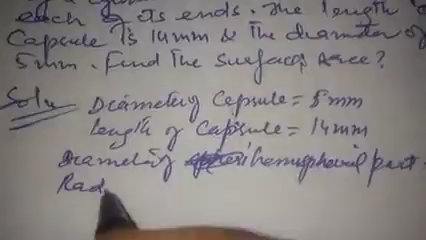 each of its ends. The length
Capsule is 14mm & the diameter of
5mm. Find the surface Area?
Solu Diameter of Capsule = 5mm
length of Capsule = 14mm
Diameter of hemispherical part
Rad